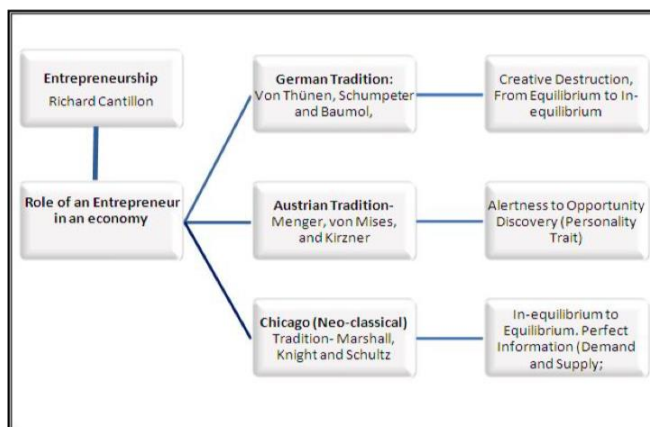 Entrepreneurship
Richard Cantillon
Role of an Entrepreneur
in an economy
German Tradition:
Von Thünen, Schumpeter
and Baumol,
Creative Destruction,
From Equilibrium to In-
equilibrium
Austrian Tradition-
Menger, von Mises,
and Kirzner
Alertness to Opportunity
Discovery (Personality
Trait)
Chicago (Neo-classical)
Tradition- Marshall,
Knight and Schultz
In-equilibrium to
Equilibrium. Perfect
Information (Demand
and Supply;